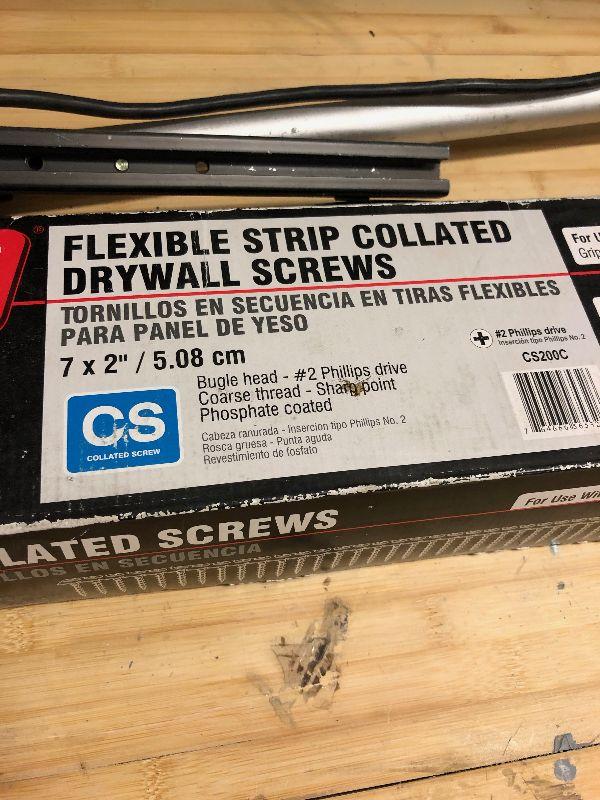 ®
FLEXIBLE STRIP COLLATED
DRYWALL SCREWS
TORNILLOS EN SECUENCIA EN TIRAS FLEXIBLES
PARA PANEL DE YESO
7 x 2" / 5.08 cm
Bugle head - #2 Phillips drive
Coarse thread - Sharp point
Phosphate coated
Cabeza ranurada - Inserción tipo Phillips No. 2
Rosca gruesa - Punta aguda
Revestimiento de fosfato
CS
COLLATED SCREW
#2 Phillips drive
Inserción tipo Phillips No. 2
CS200C
For U
Grip
LATED SCREWS
LLOS EN SECUENCIA
For Use Wi